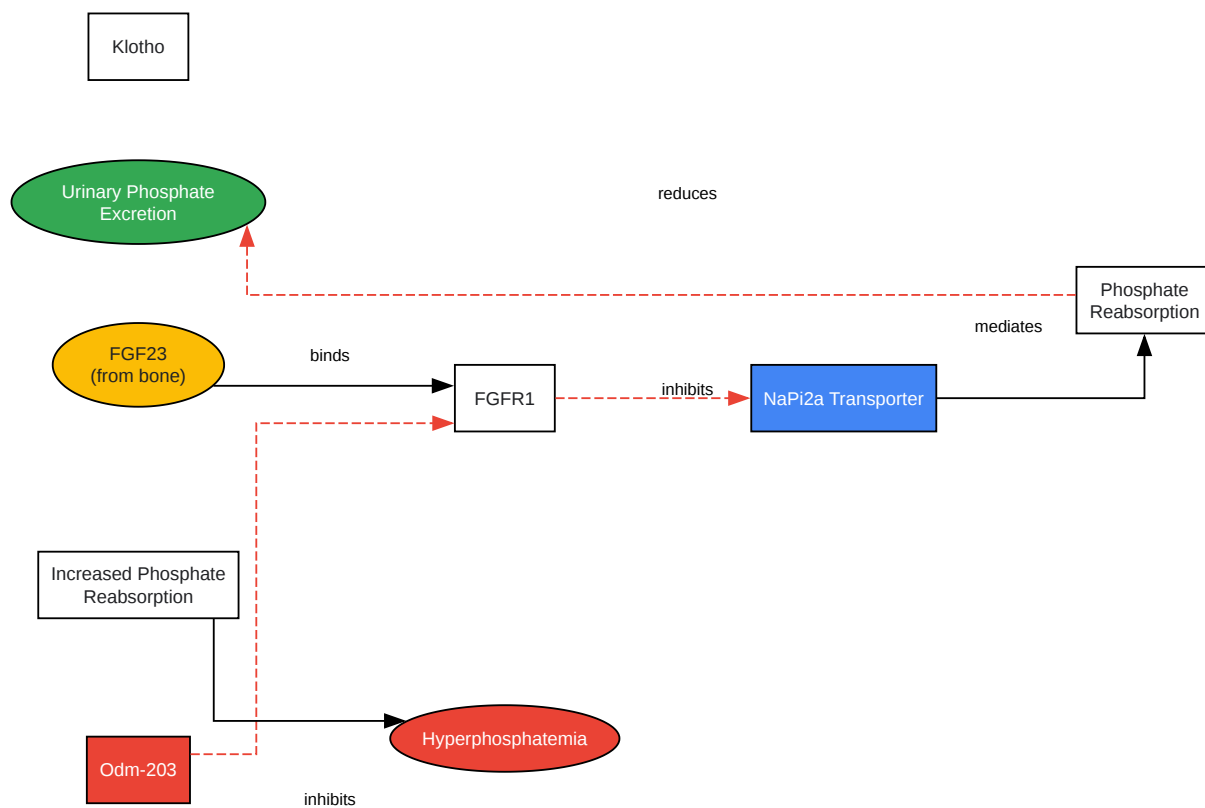 Klotho
Urinary Phosphate
Excretion
reduces
Phosphate
Reabsorption
mediates
FGF23
(from bone)
binds
FGFR1
inhibits
NaPi2a Transporter
Increased Phosphate
Reabsorption
Hyperphosphatemia
Odm-203
inhibits